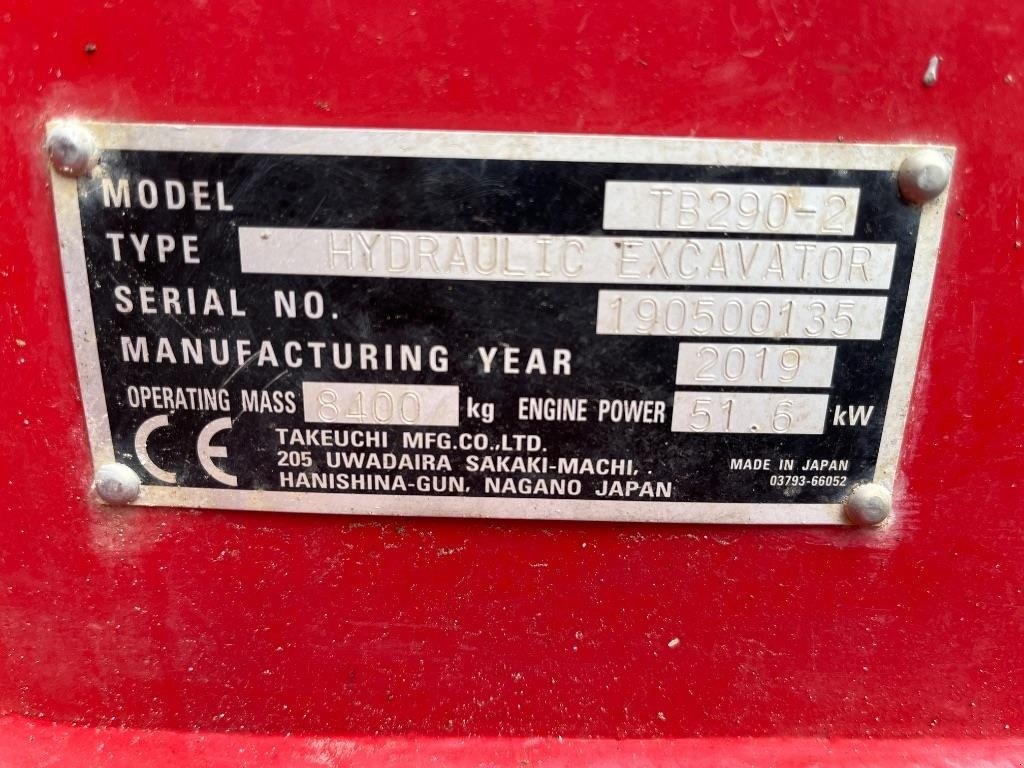 MODEL TB290-2
TYPE HYDRAULIC EXCAVATOR
SERIAL NO. 190500135
MANUFACTURING YEAR 2019
OPERATING MASS 8400 kg ENGINE POWER 51.6 kW
CE
TAKEUCHI MFG.CO.,LTD.
205 UWADAIRA SAKAKI-MACHI, .
HANISHINA-GUN, NAGANO JAPAN
MADE IN JAPAN
03793-66052